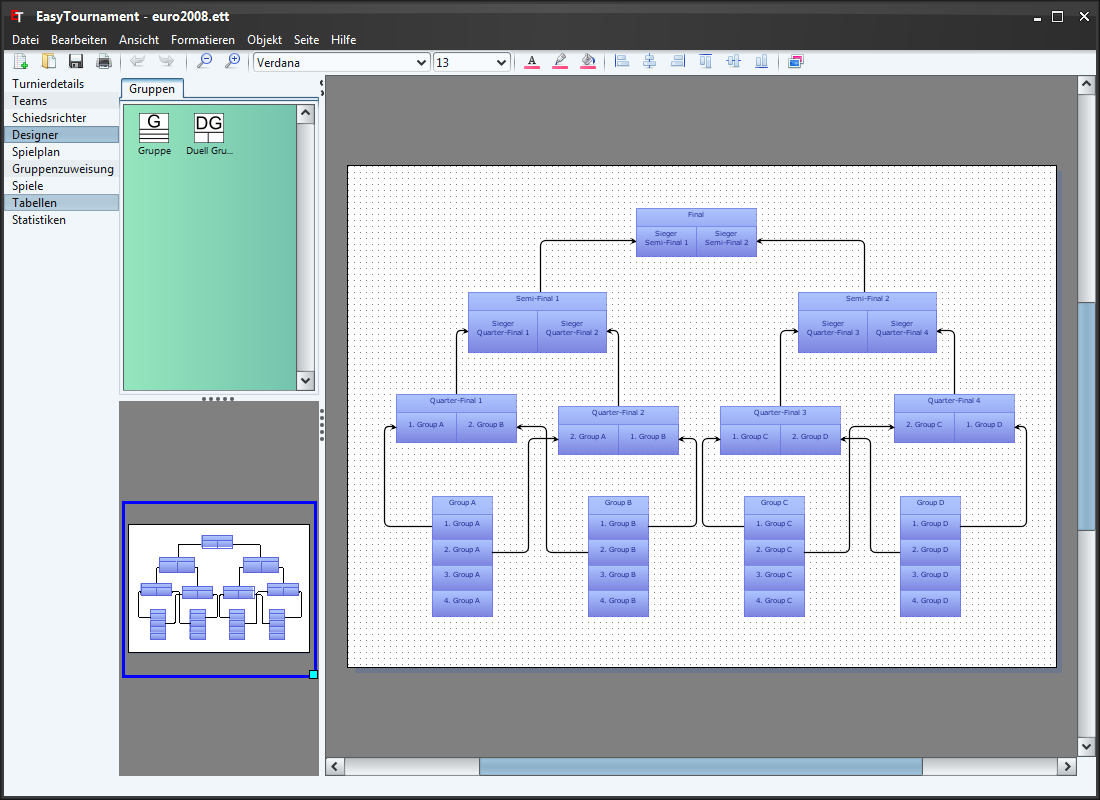 EasyTournament - euro2008.ett
Datei Bearbeiten Ansicht Formatieren Objekt Seite Hilfe
Verdana 13
Turnierdetails
Teams
Schiedsrichter
Designer
Spielplan
Gruppenzuweisung
Spiele
Tabellen
Statistiken
Gruppen
G DG
Gruppe Duell Gru...
Final
Sieger Sieger
Semi-Final 1 Semi-Final 2
Semi-Final 1 Semi-Final 2
Sieger Sieger Sieger Sieger
Quarter-Final 1 Quarter-Final 2 Quarter-Final 3 Quarter-Final 4
Quarter-Final 1 Quarter-Final 2 Quarter-Final 3 Quarter-Final 4
1. Group A 2. Group B 2. Group A 1. Group B 1. Group C 2. Group D 2. Group C 1. Group D
Group A Group B Group C Group D
1. Group A 1. Group B 1. Group C 1. Group D
2. Group A 2. Group B 2. Group C 2. Group D
3. Group A 3. Group B 3. Group C 3. Group D
4. Group A 4. Group B 4. Group C 4. Group D